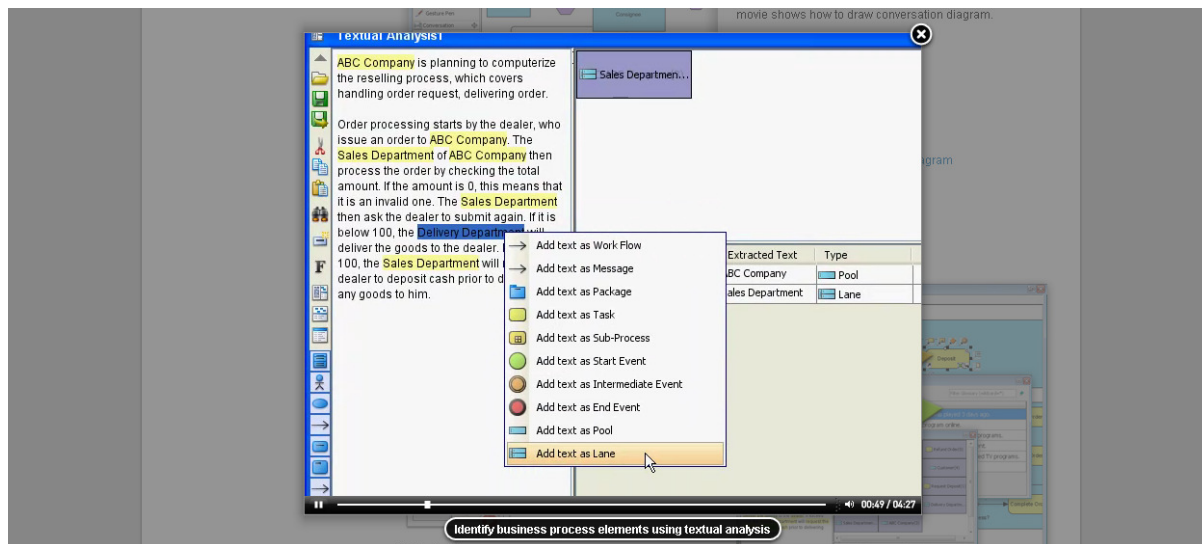 Gesture Pen
Conversation
movie shows how to draw conversation diagram.
Textual Analysis1
ABC Company is planning to computerize
the reselling process, which covers
handling order request, delivering order.
Order processing starts by the dealer, who
issue an order to ABC Company. The
Sales Department of ABC Company then
process the order by checking the total
amount. If the amount is 0, this means that
it is an invalid one. The Sales Department
then ask the dealer to submit again. If it is
below 100, the Delivery Department will
deliver the goods to the dealer.
100, the Sales Department will
dealer to deposit cash prior to d
any goods to him.
Sales Departmen...
agram
Add text as Work Flow
Add text as Message
Add text as Package
Add text as Task
Add text as Sub-Process
Add text as Start Event
Add text as Intermediate Event
Add text as End Event
Add text as Pool
Add text as Lane
Extracted Text Type
BC Company Pool
ales Department Lane
Deposit
00:49 / 04:27
Identify business process elements using textual analysis